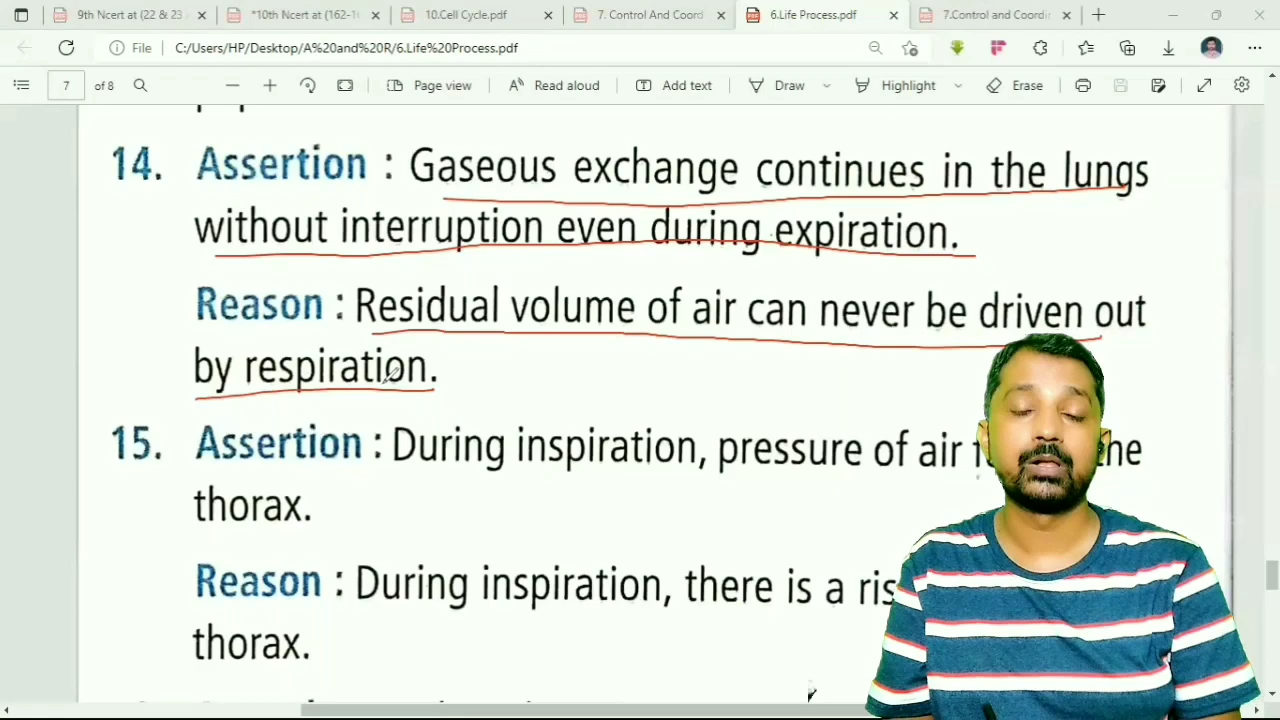 9th Ncert at (22 & 23
*10th Ncert at (162-1
10.Cell Cycle.pdf
7. Control And Coord
6.Life Process.pdf
7.Control and Coordi
File
C:/Users/HP/Desktop/A%20and%20R/6.Life%20Process.pdf
7 of 8
Page view
Read aloud
Add text
Draw
Highlight
Erase
14. Assertion : Gaseous exchange continues in the lungs
without interruption even during expiration.
Reason : Residual volume of air can never be driven out
by respiration.
15. Assertion : During inspiration, pressure of air
thorax.
Reason : During inspiration, there is a ris
thorax.